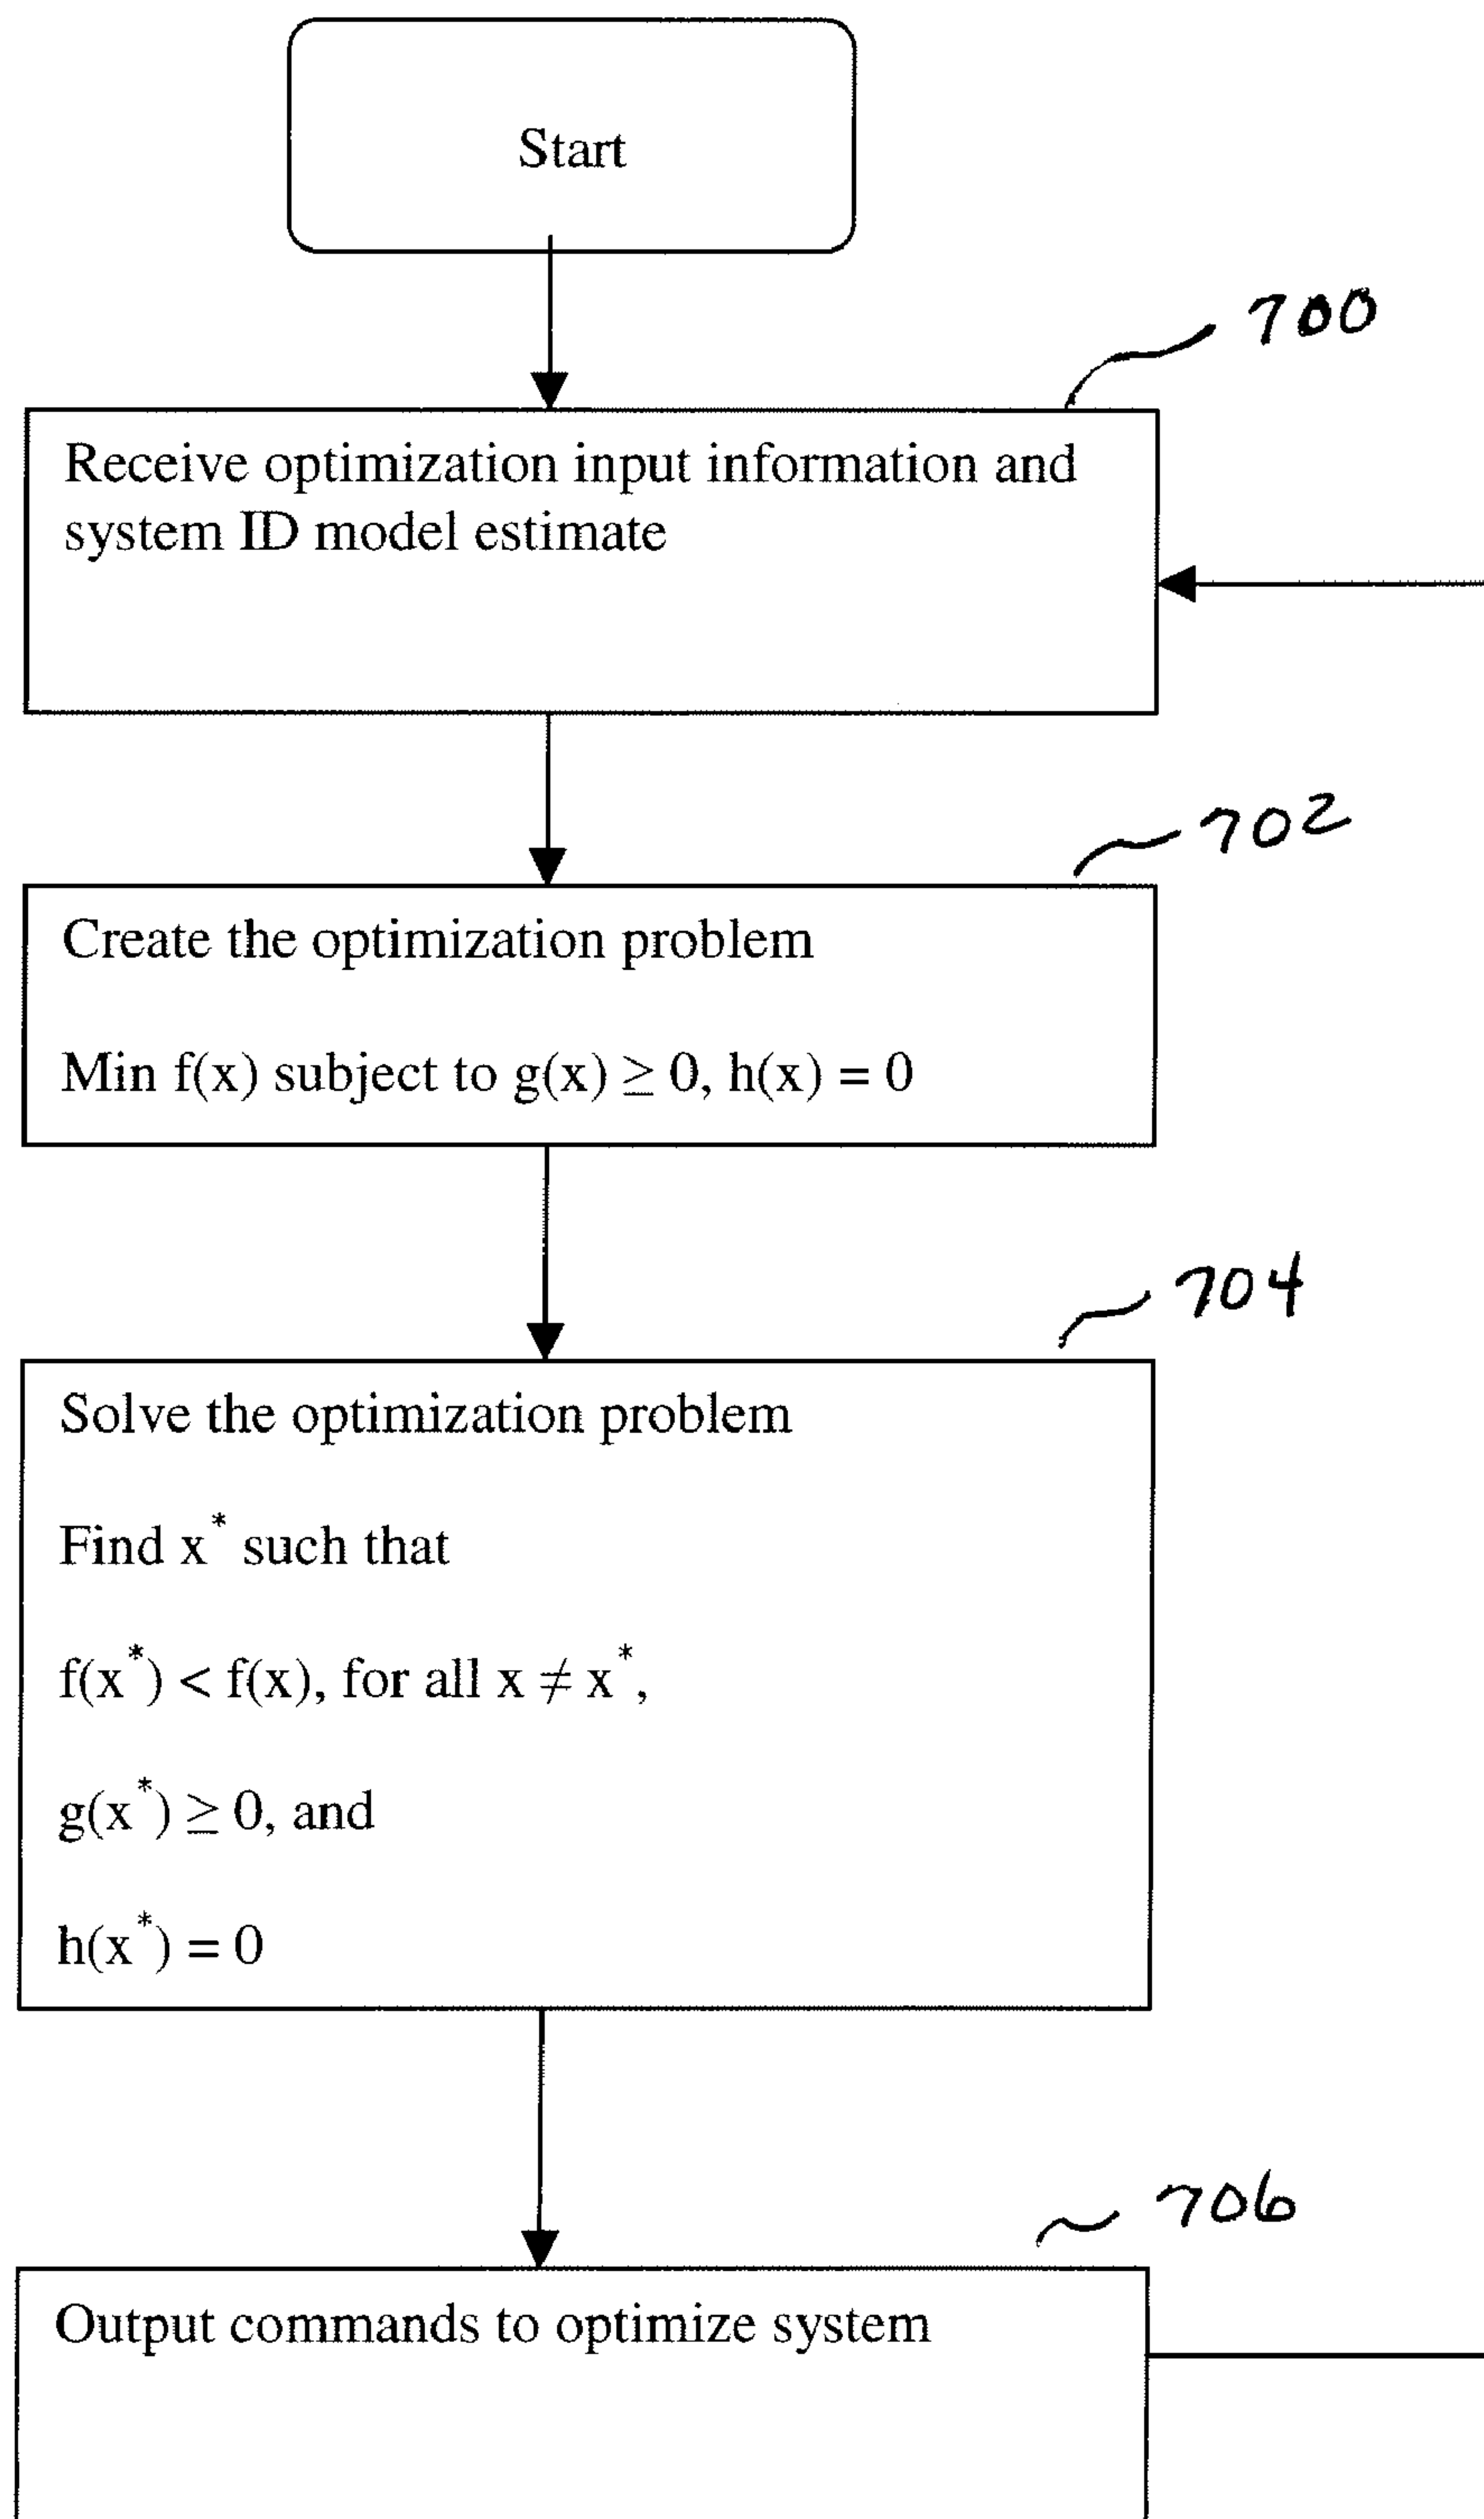 Start
700
Receive optimization input information and
system ID model estimate
702
Create the optimization problem
Min f(x) subject to g(x) ≥ 0, h(x) = 0
704
Solve the optimization problem
Find x* such that
f(x*) < f(x), for all x ≠ x*,
g(x*) ≥ 0, and
h(x*) = 0
706
Output commands to optimize system